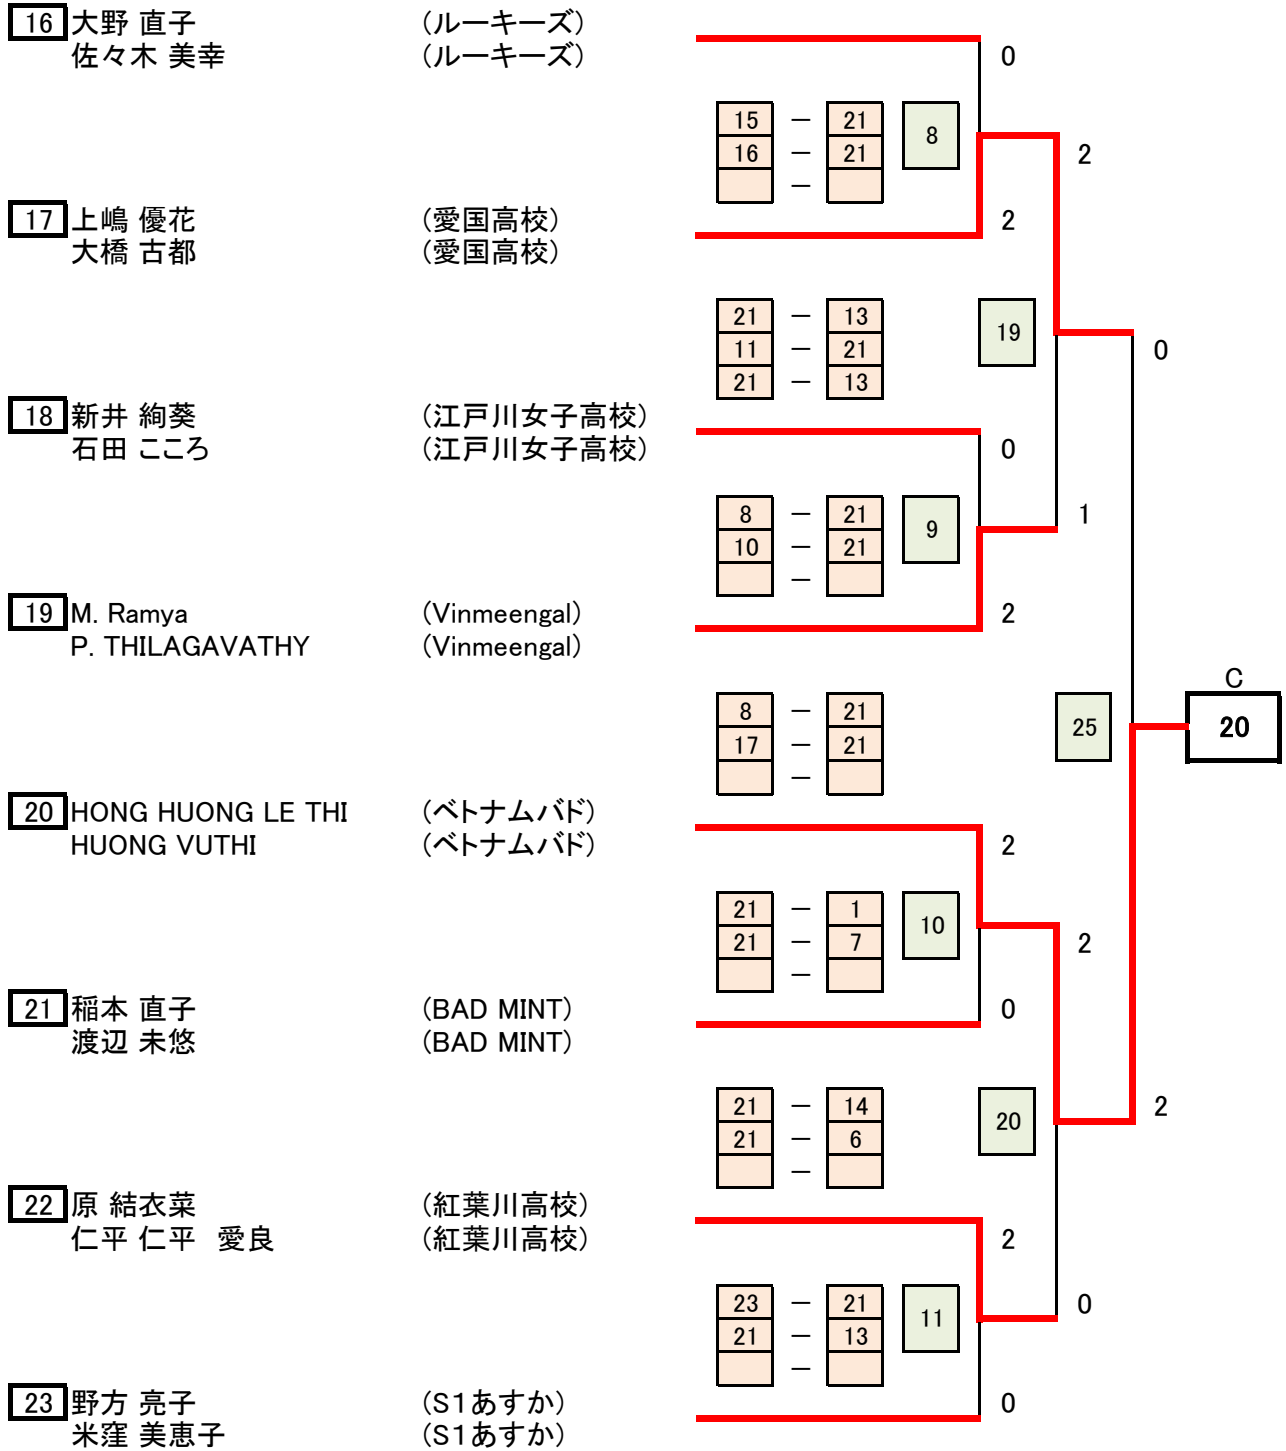 16 大野 直子 (ルーキーズ)
佐々木 美幸 (ルーキーズ)
0
15 － 21
16 － 21
－
8
2
2
17 上嶋 優花 (愛国高校)
大橋 古都 (愛国高校)
21 － 13
11 － 21
21 － 13
19
0
18 新井 絢葵 (江戸川女子高校)
石田 こころ (江戸川女子高校)
0
8 － 21
10 － 21
－
9
1
2
19 M. Ramya (Vinmeengal)
P. THILAGAVATHY (Vinmeengal)
8 － 21
17 － 21
－
25
C
20
20 HONG HUONG LE THI (ベトナムバド)
HUONG VUTHI (ベトナムバド)
2
21 － 1
21 － 7
－
10
2
0
21 稲本 直子 (BAD MINT)
渡辺 未悠 (BAD MINT)
21 － 14
21 － 6
－
20
2
22 原 結衣菜 (紅葉川高校)
仁平 仁平　愛良 (紅葉川高校)
2
23 － 21
21 － 13
－
11
0
0
23 野方 亮子 (S１あすか)
米窪 美恵子 (S１あすか)